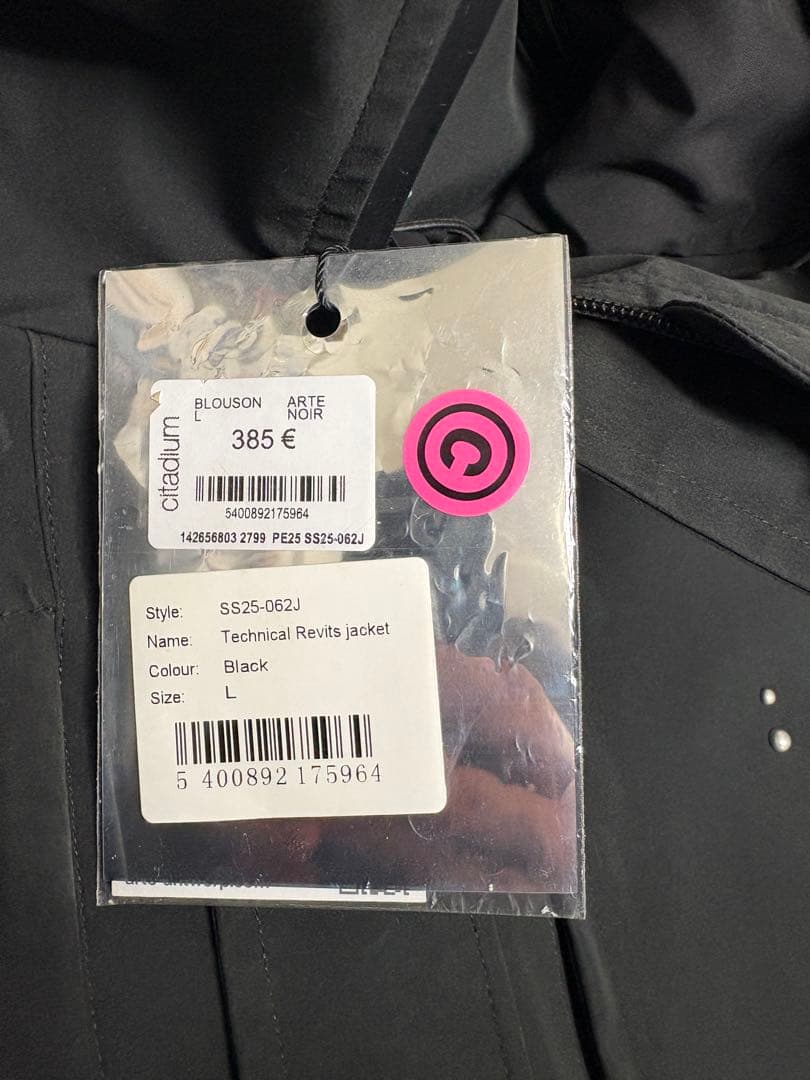 citadium
BLOUSON ARTE
L NOIR
385 €
5400892175964
142656803 2799 PE25 SS25-062J
Style: SS25-062J
Name: Technical Revits jacket
Colour: Black
Size: L
5 400892 175964